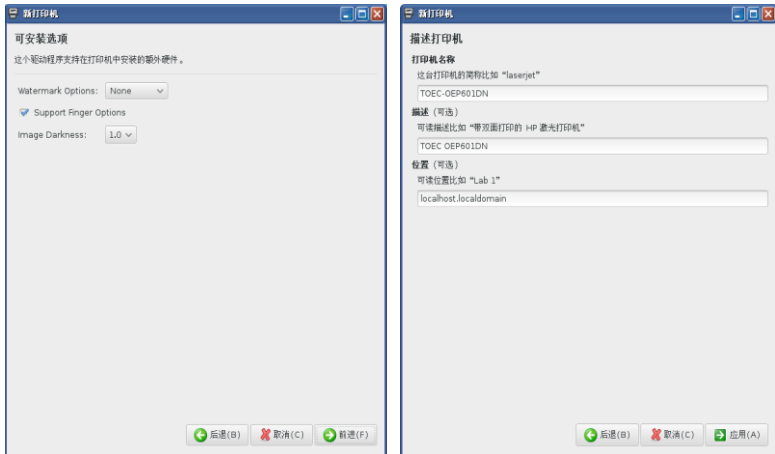 新打印机
可安装选项
这个驱动程序支持在打印机中安装的额外硬件。
Watermark Options: None
Support Finger Options
Image Darkness: 1.0
后退(B) 取消(C) 前进(F)
新打印机
描述打印机
打印机名称
这台打印机的简称比如 “laserjet”
TOEC-OEP601DN
描述 (可选)
可读描述比如 “带双面打印的 HP 激光打印机”
TOEC OEP601DN
位置 (可选)
可读位置比如 “Lab 1”
localhost.localdomain
后退(B) 取消(C) 应用(A)